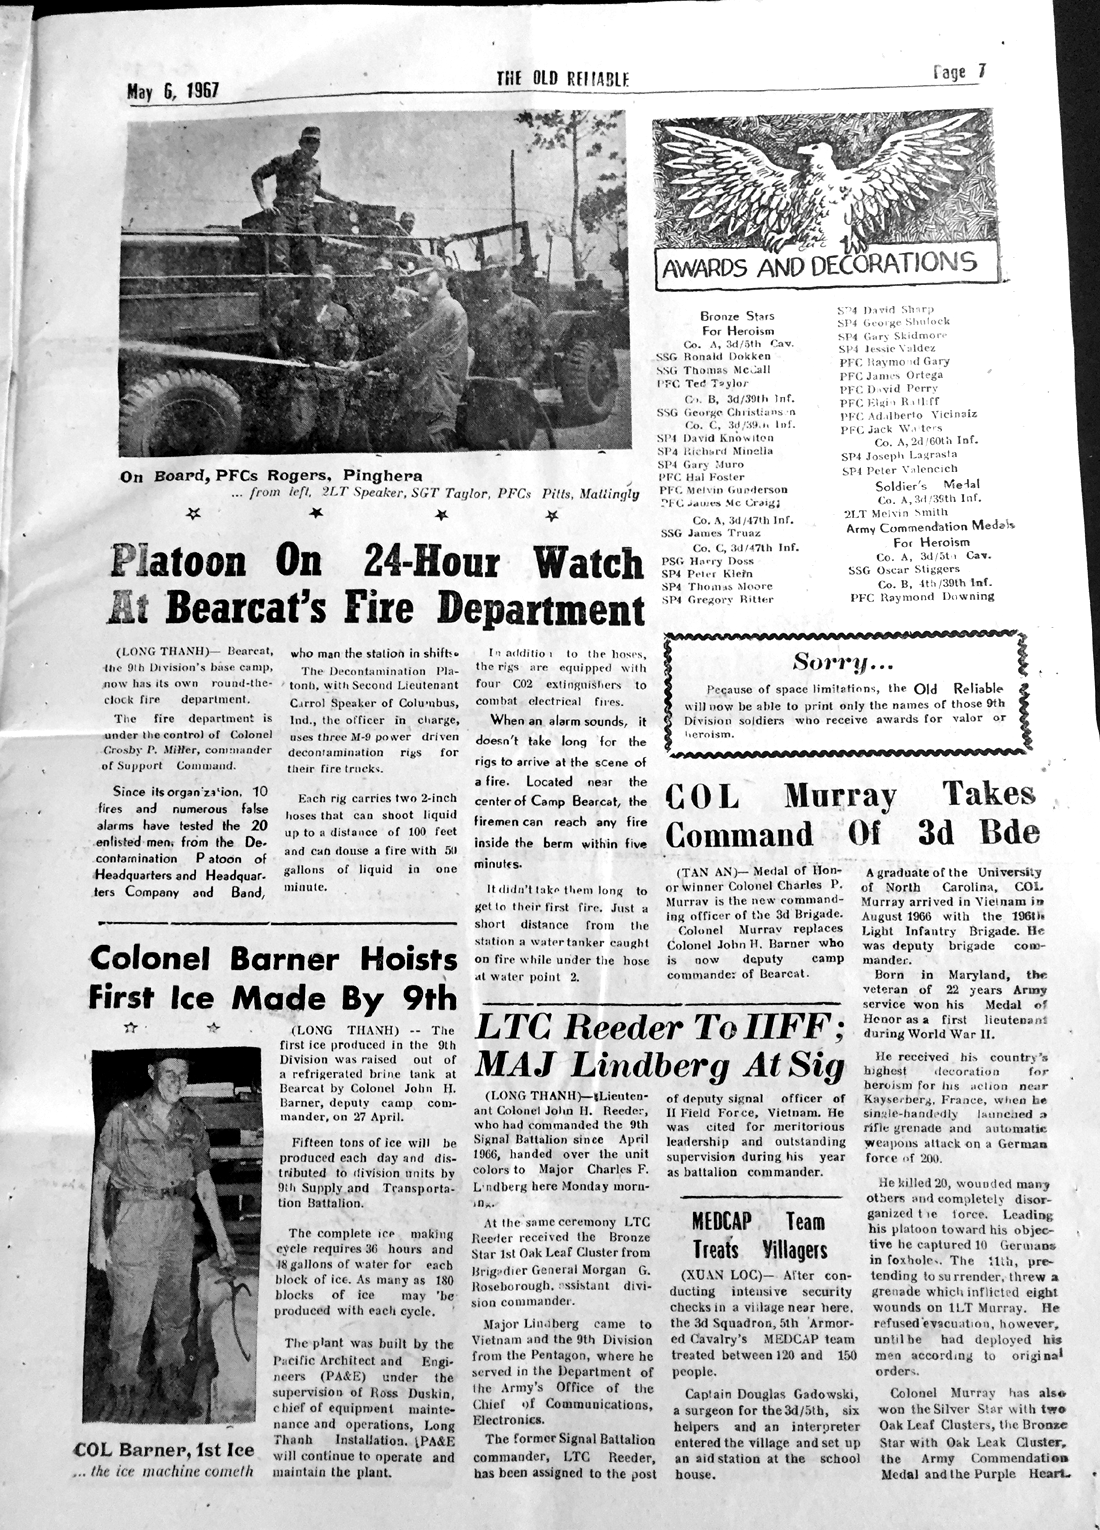 May 6, 1967
THE OLD RELIABLE
Page 7
On Board, PFCs Rogers, Pinghera
... from left, 2LT Speaker, SGT Taylor, PFCs Pitts, Mattingly
Platoon On 24-Hour Watch
At Bearcat's Fire Department
(LONG THANH)— Bearcat,
the 9th Division's base camp,
now has its own round-the-
clock fire department.
The fire department is
under the control of Colonel
Crosby P. Miller, commander
of Support Command.
Since its organization, 10
fires and numerous false
alarms have tested the 20
enlisted men, from the De-
contamination Platoon of
Headquarters and Headquar-
ters Company and Band,
who man the station in shifts.
The Decontamination Pla-
tonh, with Second Lieutenant
Carrol Speaker of Columbus,
Ind., the officer in charge,
uses three M-9 power driven
decontamination rigs for
their fire trucks.
Each rig carries two 2-inch
hoses that can shoot liquid
up to a distance of 100 feet
and can douse a fire with 50
gallons of liquid in one
minute.
In addition to the hoses,
the rigs are equipped with
four CO2 extinguishers to
combat electrical fires.
When an alarm sounds, it
doesn't take long for the
rigs to arrive at the scene of
a fire. Located near the
center of Camp Bearcat, the
firemen can reach any fire
inside the berm within five
minutes.
It didn't take them long to
get to their first fire. Just a
short distance from the
station a water tanker caught
on fire while under the hose
at water point 2.
AWARDS AND DECORATIONS
Bronze Stars
For Heroism
Co. A, 3d/5th Cav.
SSG Ronald Dokken
SSG Thomas McCall
PFC Ted Taylor
Co. B, 3d/39th Inf.
SSG George Christiansen
Co. C, 3d/39th Inf.
SP4 David Knowlton
SP4 Richard Minella
SP4 Gary Muro
PFC Hal Foster
PFC Melvin Gunderson
PFC James Mc Craig
Co. A, 3d/47th Inf.
SSG James Truaz
Co. C, 3d/47th Inf.
PSG Harry Doss
SP4 Peter Klein
SP4 Thomas Moore
SP4 Gregory Ritter
SP4 David Sharp
SP4 George Shulock
SP4 Gary Skidmore
SP4 Jessie Valdez
PFC Raymond Gary
PFC James Ortega
PFC David Perry
PFC Elgin Ratliff
PFC Adalberto Vicinaiz
PFC Jack Walters
Co. A, 2d/60th Inf.
SP4 Joseph Lagrasta
SP4 Peter Valencich
Soldier's Medal
Co. A, 3d/39th Inf.
2LT Melvin Smith
Army Commendation Medals
For Heroism
Co. A, 3d/5th Cav.
SSG Oscar Stiggers
Co. B, 4th/39th Inf.
PFC Raymond Downing
Sorry...
Because of space limitations, the Old Reliable
will now be able to print only the names of those 9th
Division soldiers who receive awards for valor or
heroism.
COL Murray Takes
Command Of 3d Bde
(TAN AN)— Medal of Hon-
or winner Colonel Charles P.
Murray is the new command-
ing officer of the 3d Brigade.
Colonel Murray replaces
Colonel John H. Barner who
is now deputy camp
commander of Bearcat.
A graduate of the University
of North Carolina, COL
Murray arrived in Vietnam in
August 1966 with the 196th
Light Infantry Brigade. He
was deputy brigade com-
mander.
Born in Maryland, the
veteran of 22 years Army
service won his Medal of
Honor as a first lieutenant
during World War II.
He received his country's
highest decoration for
heroism for his action near
Kayserberg, France, when he
single-handedly launched a
rifle grenade and automatic
weapons attack on a German
force of 200.
He killed 20, wounded many
others and completely disor-
ganized the force. Leading
his platoon toward his objec-
tive he captured 10 Germans
in foxholes. The 11th, pre-
tending to surrender, threw a
grenade which inflicted eight
wounds on 1LT Murray. He
refused evacuation, however,
until he had deployed his
men according to original
orders.
Colonel Murray has also
won the Silver Star with two
Oak Leaf Clusters, the Bronze
Star with Oak Leak Cluster,
the Army Commendation
Medal and the Purple Heart.
Colonel Barner Hoists
First Ice Made By 9th
COL Barner, 1st Ice
... the ice machine cometh
(LONG THANH) -- The
first ice produced in the 9th
Division was raised out of
a refrigerated brine tank at
Bearcat by Colonel John H.
Barner, deputy camp com-
mander, on 27 April.
Fifteen tons of ice will be
produced each day and dis-
tributed to division units by
9th Supply and Transporta-
tion Battalion.
The complete ice making
cycle requires 36 hours and
48 gallons of water for each
block of ice. As many as 180
blocks of ice may be
produced with each cycle.
The plant was built by the
Pacific Architect and Engi-
neers (PA&E) under the
supervision of Ross Duskin,
chief of equipment mainte-
nance and operations, Long
Thanh Installation. (PA&E
will continue to operate and
maintain the plant.
LTC Reeder To IIFF;
MAJ Lindberg At Sig
(LONG THANH)—Lieuten-
ant Colonel John H. Reeder,
who had commanded the 9th
Signal Battalion since April
1966, handed over the unit
colors to Major Charles F.
Lindberg here Monday morn-
ing.
At the same ceremony LTC
Reeder received the Bronze
Star 1st Oak Leaf Cluster from
Brigadier General Morgan G.
Roseborough, assistant divi-
sion commander.
Major Lindberg came to
Vietnam and the 9th Division
from the Pentagon, where he
served in the Department of
the Army's Office of the
Chief of Communications,
Electronics.
The former Signal Battalion
commander, LTC Reeder,
has been assigned to the post
of deputy signal officer of
II Field Force, Vietnam. He
was cited for meritorious
leadership and outstanding
supervision during his year
as battalion commander.
MEDCAP Team
Treats Villagers
(XUAN LOC)— After con-
ducting intensive security
checks in a village near here,
the 3d Squadron, 5th Armor-
ed Cavalry's MEDCAP team
treated between 120 and 150
people.
Captain Douglas Gadowski,
a surgeon for the 3d/5th, six
helpers and an interpreter
entered the village and set up
an aid station at the school
house.